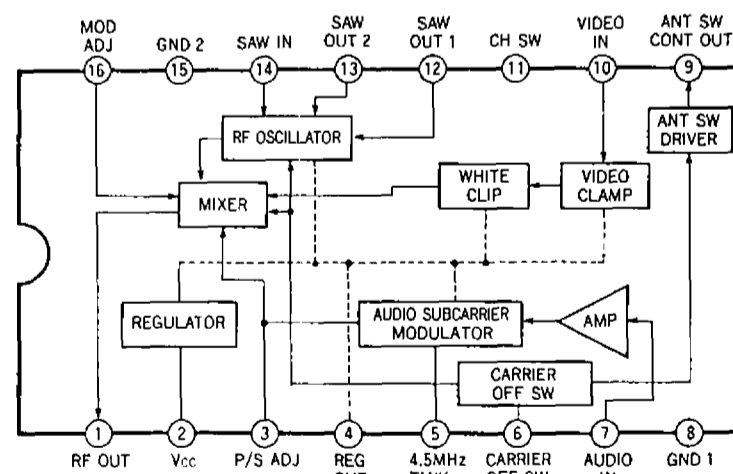 MOD
ADJ
GND 2
SAW IN
SAW
OUT 2
SAW
OUT 1
CH SW
VIDEO
IN
ANT SW
CONT OUT
16
15
14
13
12
11
10
9
RF OSCILLATOR
ANT SW
DRIVER
MIXER
WHITE
CLIP
VIDEO
CLAMP
REGULATOR
AUDIO SUBCARRIER
MODULATOR
AMP
CARRIER
OFF SW
1
2
3
4
5
6
7
8
RF OUT
Vcc
P/S ADJ
REG
4.5MHz
CARRIER
OFF SW
AUDIO
IN
GND 1